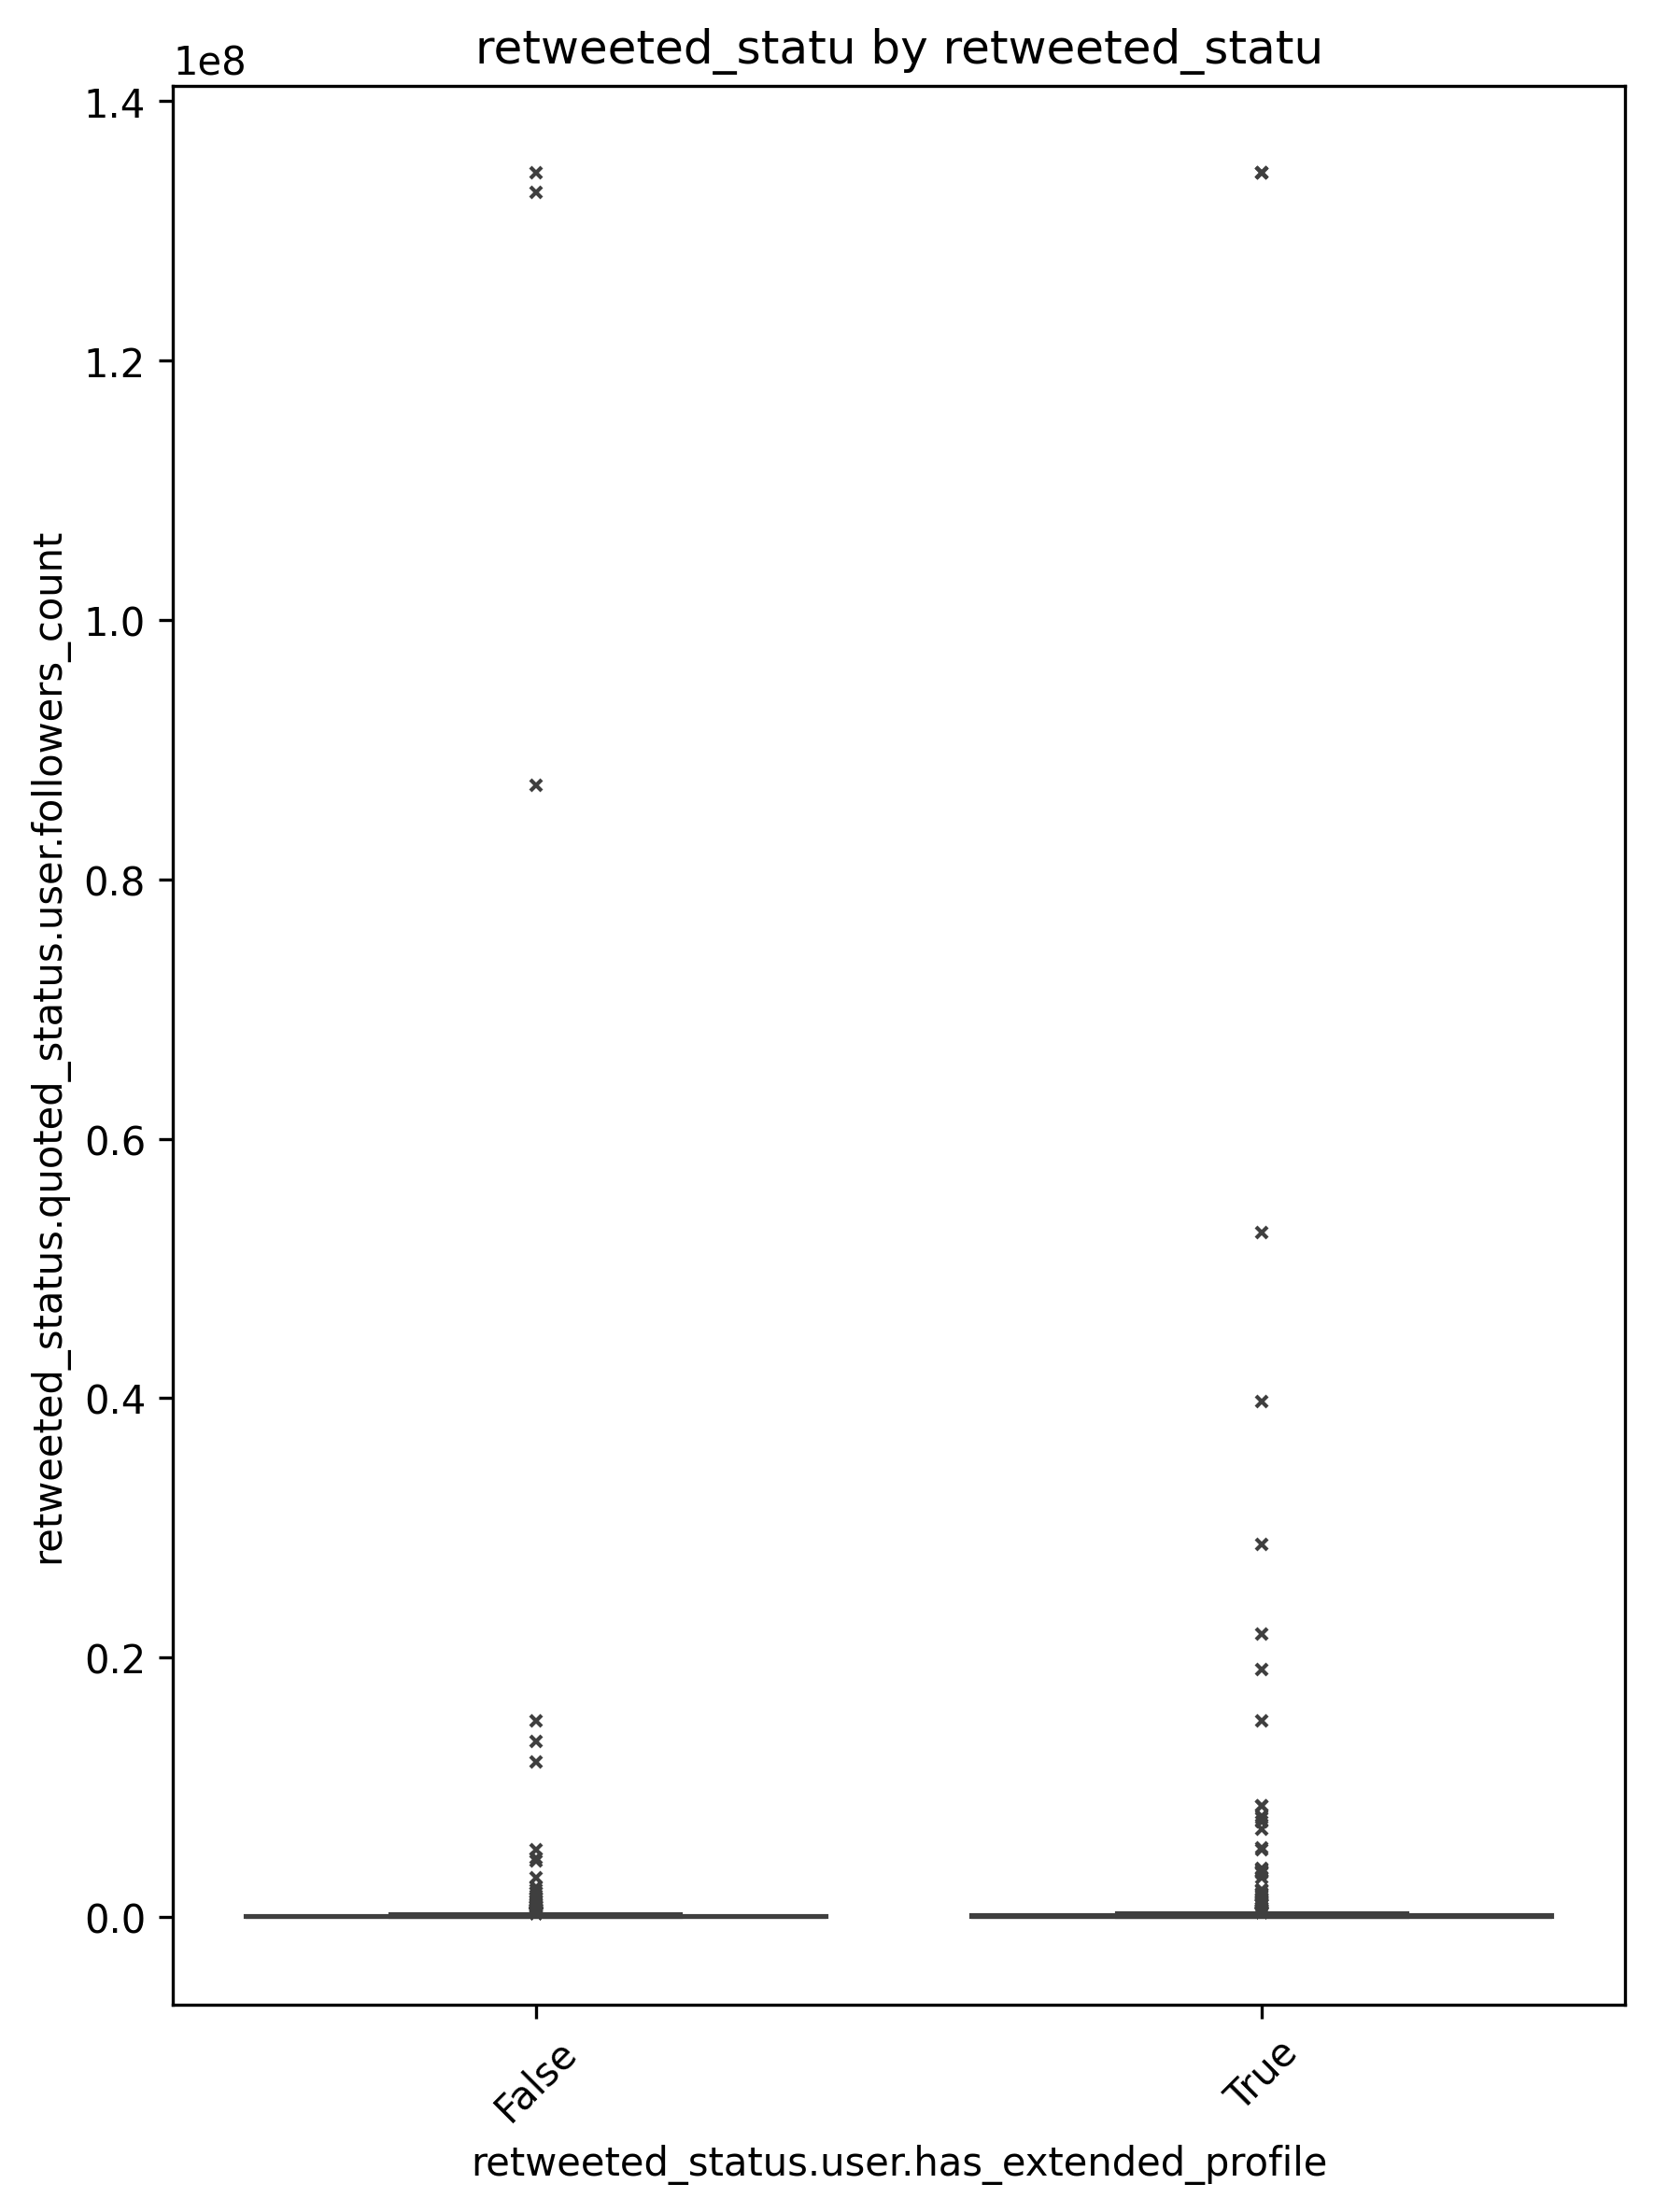 retweeted_statu by retweeted_statu
1e8
1.4
1.2
1.0
0.8
0.6
0.4
0.2
0.0
retweeted_status.quoted_status.user.followers_count
False
True
retweeted_status.user.has_extended_profile